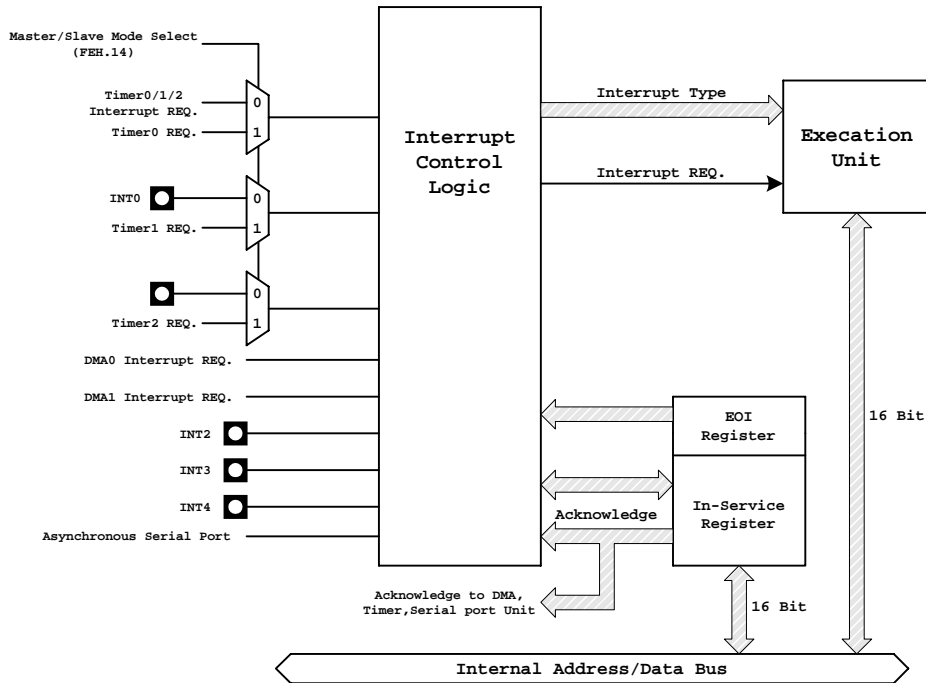 Master/Slave Mode Select
(FEH.14)
Timer0/1/2
Interrupt REQ.
Timer0 REQ.
0
1
INT0
Timer1 REQ.
0
1
Timer2 REQ.
0
1
DMA0 Interrupt REQ.
DMA1 Interrupt REQ.
INT2
INT3
INT4
Asynchronous Serial Port
Interrupt
Control
Logic
Interrupt Type
Interrupt REQ.
Execation
Unit
EOI
Register
In-Service
Register
Acknowledge
Acknowledge to DMA,
Timer,Serial port Unit
16 Bit
16 Bit
Internal Address/Data Bus